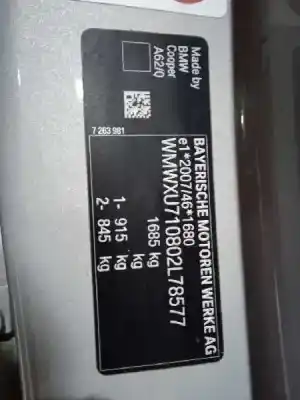 BAYERISCHE MOTOREN WERKE AG
e1*2007/46*1680
WMWXU710802L78577
1685 kg
1- 915 kg
2- 845 kg
Made by
BMW
Cooper
A62/0
7 263 981